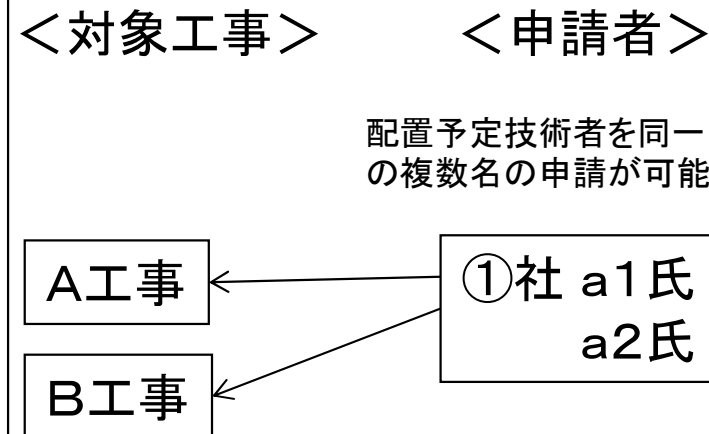 ＜対象工事＞
＜申請者＞
配置予定技術者を同一
の複数名の申請が可能
A工事
①社 a1氏
a2氏
B工事